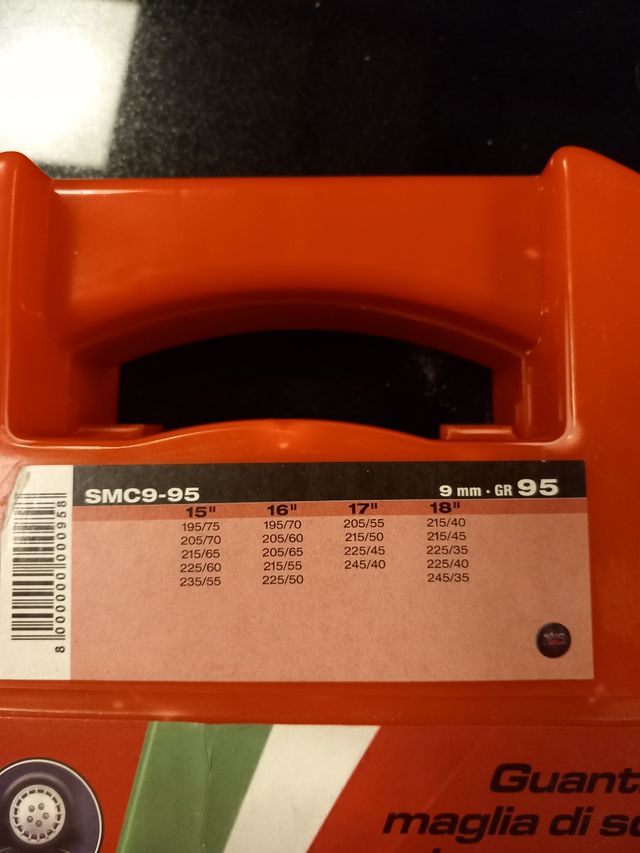 SMC9-95 9 mm · GR 95
15" 16" 17" 18"
195/75 195/70 205/55 215/40
205/70 205/60 215/50 215/45
215/65 205/65 225/45 225/35
225/60 215/55 245/40 225/40
235/55 225/50 245/35
8 000000 000958
SMC
Guant
maglia di so